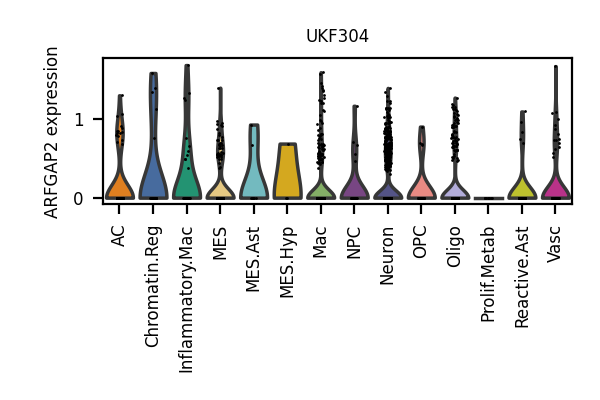 UKF304
ARFGAP2 expression
1
0
AC
Chromatin.Reg
Inflammatory.Mac
MES
MES.Ast
MES.Hyp
Mac
NPC
Neuron
OPC
Oligo
Prolif.Metab
Reactive.Ast
Vasc